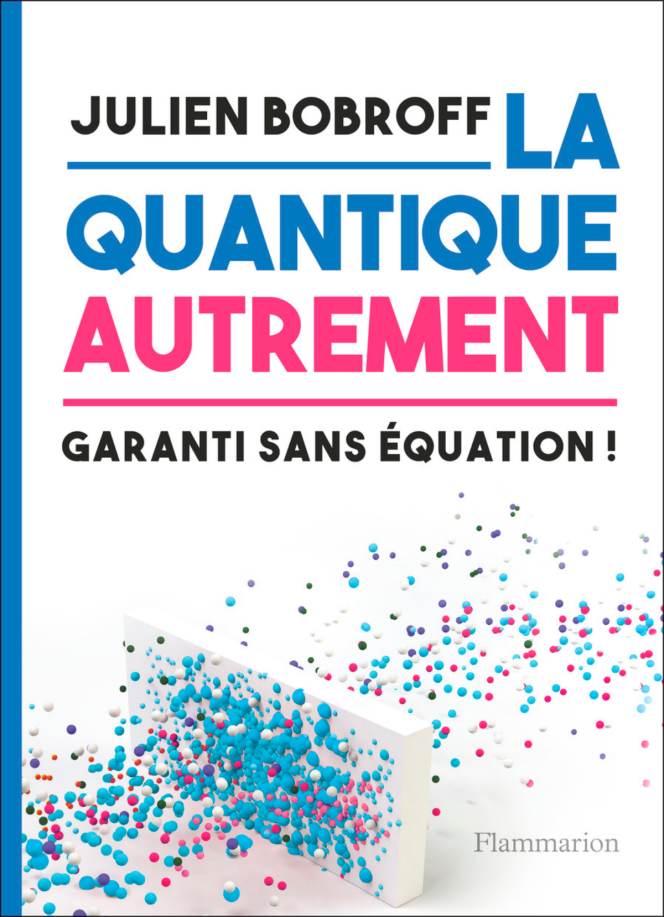 JULIEN BOBROFF
LA
QUANTIQUE
AUTREMENT
GARANTI SANS ÉQUATION !
Flammarion